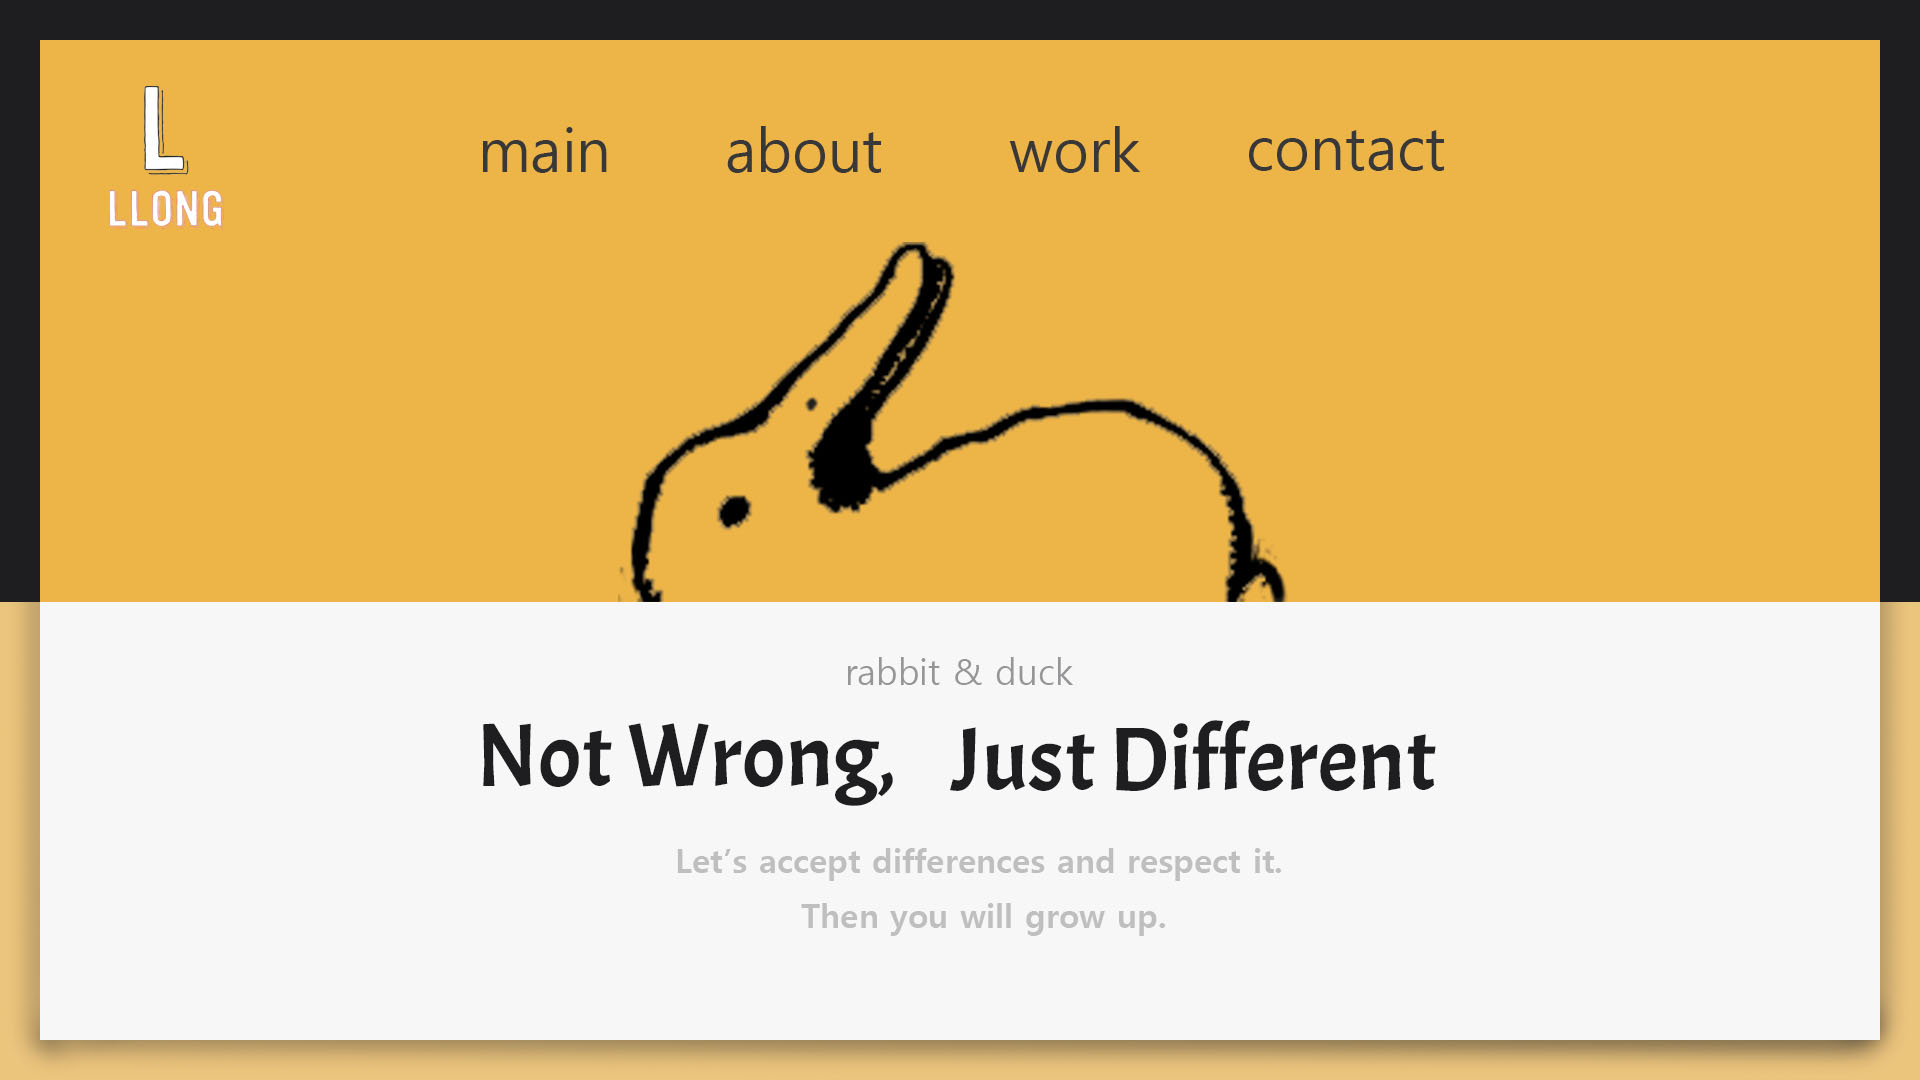 L
LLONG
main about work contact
rabbit & duck
Not Wrong, Just Different
Let’s accept differences and respect it.
Then you will grow up.